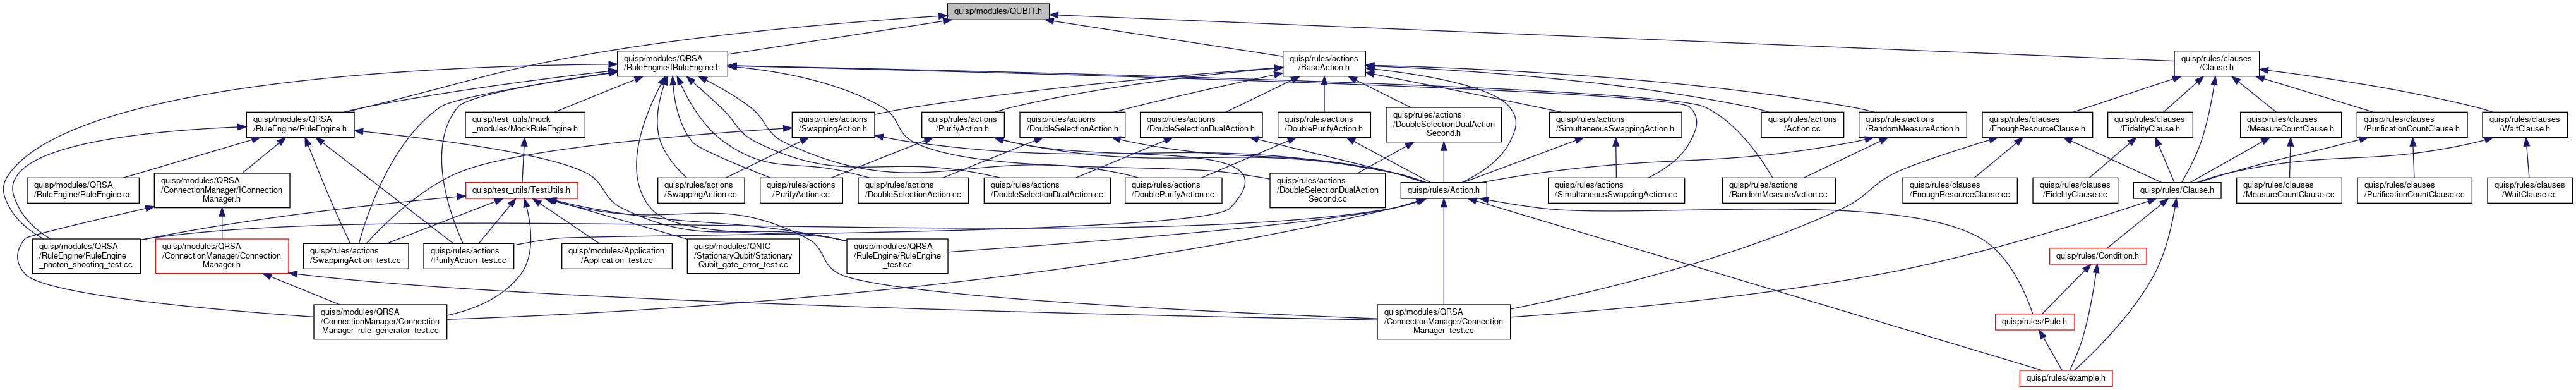 quisp/modules/QUBIT.h
quisp/modules/QRSA
/RuleEngine/IRuleEngine.h
quisp/rules/actions
/BaseAction.h
quisp/rules/clauses
/Clause.h
quisp/modules/QRSA
/RuleEngine/RuleEngine.h
quisp/test_utils/mock
_modules/MockRuleEngine.h
quisp/rules/actions
/SwappingAction.h
quisp/rules/actions
/PurifyAction.h
quisp/rules/actions
/DoubleSelectionAction.h
quisp/rules/actions
/DoubleSelectionDualAction.h
quisp/rules/actions
/DoublePurifyAction.h
quisp/rules/actions
/DoubleSelectionDualAction
Second.h
quisp/rules/actions
/SimultaneousSwappingAction.h
quisp/rules/actions
/Action.cc
quisp/rules/actions
/RandomMeasureAction.h
quisp/rules/clauses
/EnoughResourceClause.h
quisp/rules/clauses
/FidelityClause.h
quisp/rules/clauses
/MeasureCountClause.h
quisp/rules/clauses
/PurificationCountClause.h
quisp/rules/clauses
/WaitClause.h
quisp/modules/QRSA
/RuleEngine/RuleEngine.cc
quisp/modules/QRSA
/ConnectionManager/IConnection
Manager.h
quisp/test_utils/TestUtils.h
quisp/rules/actions
/SwappingAction.cc
quisp/rules/actions
/PurifyAction.cc
quisp/rules/actions
/DoubleSelectionAction.cc
quisp/rules/actions
/DoubleSelectionDualAction.cc
quisp/rules/actions
/DoublePurifyAction.cc
quisp/rules/actions
/DoubleSelectionDualAction
Second.cc
quisp/rules/Action.h
quisp/rules/actions
/SimultaneousSwappingAction.cc
quisp/rules/actions
/RandomMeasureAction.cc
quisp/rules/clauses
/EnoughResourceClause.cc
quisp/rules/clauses
/FidelityClause.cc
quisp/rules/Clause.h
quisp/rules/clauses
/MeasureCountClause.cc
quisp/rules/clauses
/PurificationCountClause.cc
quisp/rules/clauses
/WaitClause.cc
quisp/modules/QRSA
/RuleEngine/RuleEngine
_photon_shooting_test.cc
quisp/modules/QRSA
/ConnectionManager/Connection
Manager.h
quisp/rules/actions
/SwappingAction_test.cc
quisp/rules/actions
/PurifyAction_test.cc
quisp/modules/Application
/Application_test.cc
quisp/modules/QNIC
/StationaryQubit/Stationary
Qubit_gate_error_test.cc
quisp/modules/QRSA
/RuleEngine/RuleEngine
_test.cc
quisp/rules/Condition.h
quisp/modules/QRSA
/ConnectionManager/Connection
Manager_rule_generator_test.cc
quisp/modules/QRSA
/ConnectionManager/Connection
Manager_test.cc
quisp/rules/Rule.h
quisp/rules/example.h